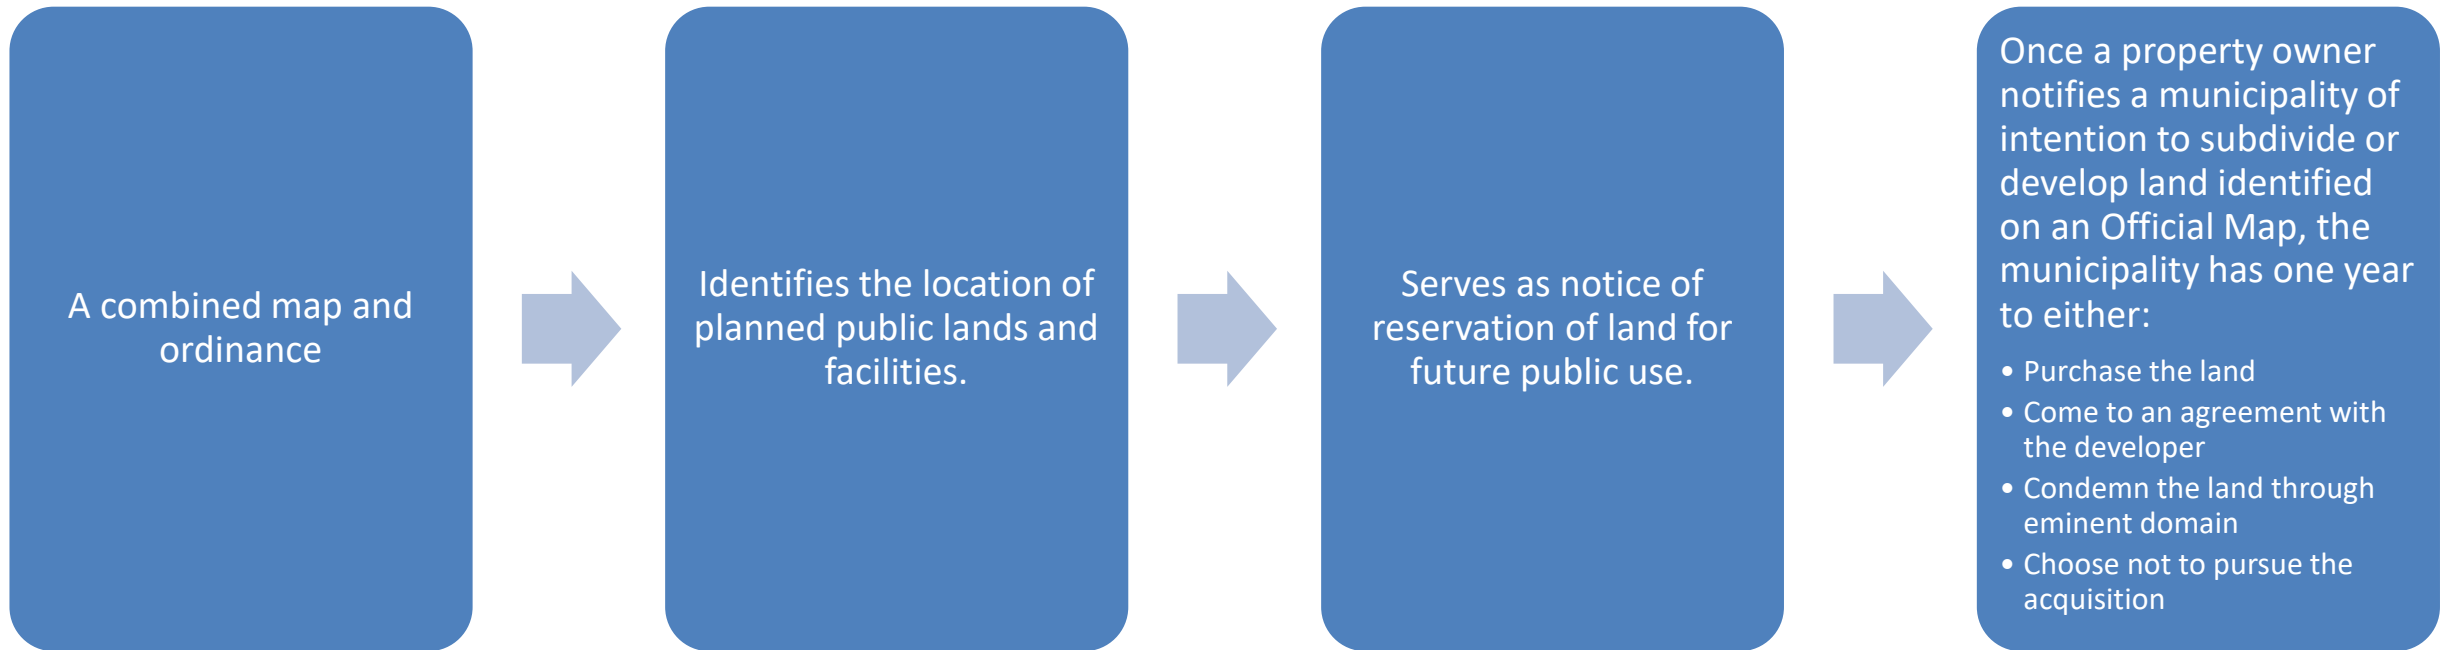 A combined map and
ordinance
Identifies the location of
planned public lands and
facilities.
Serves as notice of
reservation of land for
future public use.
Once a property owner
notifies a municipality of
intention to subdivide or
develop land identified
on an Official Map, the
municipality has one year
to either:
• Purchase the land
• Come to an agreement with
the developer
• Condemn the land through
eminent domain
• Choose not to pursue the
acquisition